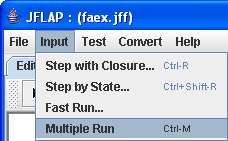 JFLAP : (faex.jff)
File Input Test Convert Help
Step with Closure... Ctrl-R
Step by State... Ctrl+Shift-R
Fast Run...
Multiple Run Ctrl-M